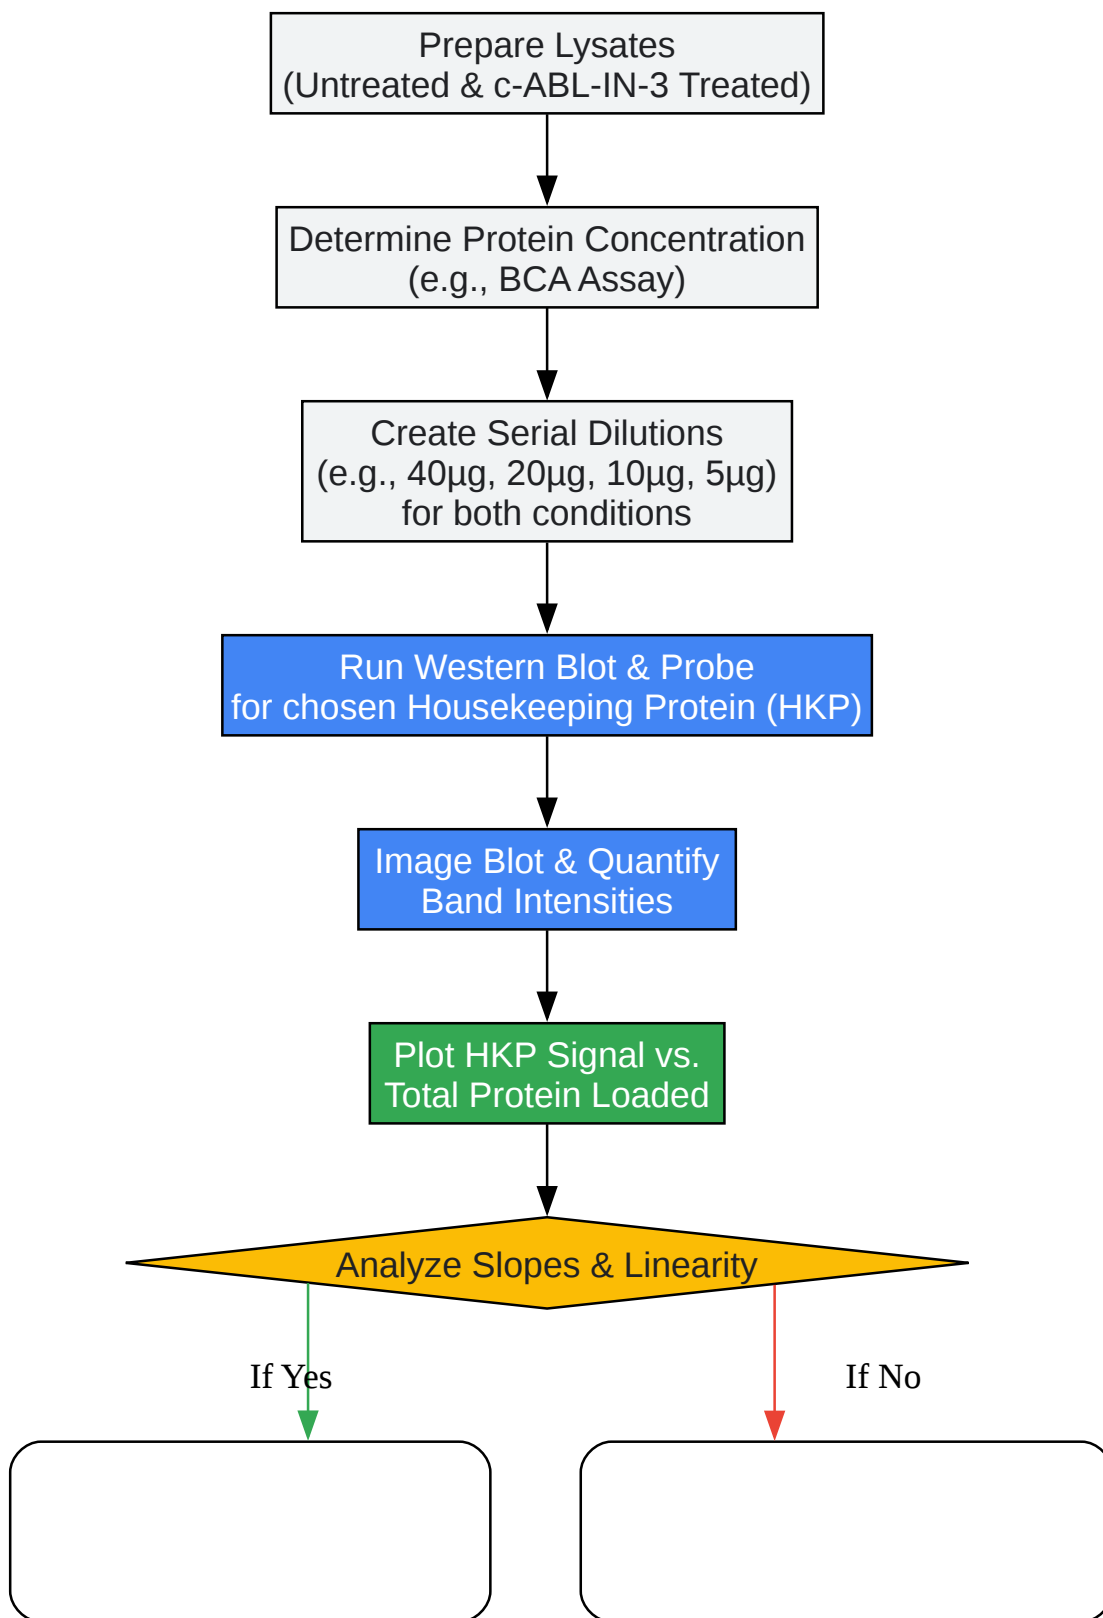 Prepare Lysates
(Untreated & c-ABL-IN-3 Treated)
Determine Protein Concentration
(e.g., BCA Assay)
Create Serial Dilutions
(e.g., 40µg, 20µg, 10µg, 5µg)
for both conditions
Run Western Blot & Probe
for chosen Housekeeping Protein (HKP)
Image Blot & Quantify
Band Intensities
Plot HKP Signal vs.
Total Protein Loaded
Analyze Slopes & Linearity
If Yes
If No